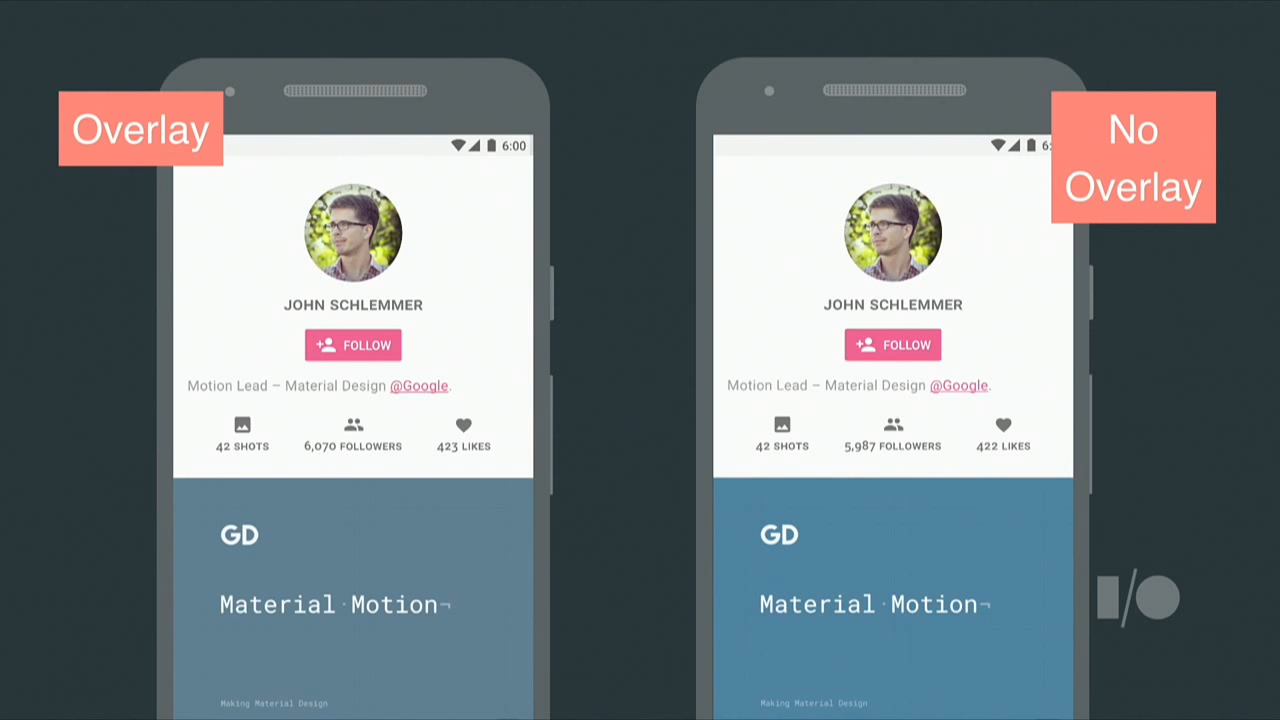 Overlay
6:00
JOHN SCHLEMMER
FOLLOW
Motion Lead – Material Design @Google.
42 SHOTS
6,070 FOLLOWERS
423 LIKES
GD
Material·Motion¬
Making Material Design
No
Overlay
6:
JOHN SCHLEMMER
FOLLOW
Motion Lead – Material Design @Google.
42 SHOTS
5,987 FOLLOWERS
422 LIKES
GD
Material·Motion¬
Making Material Design
I/O